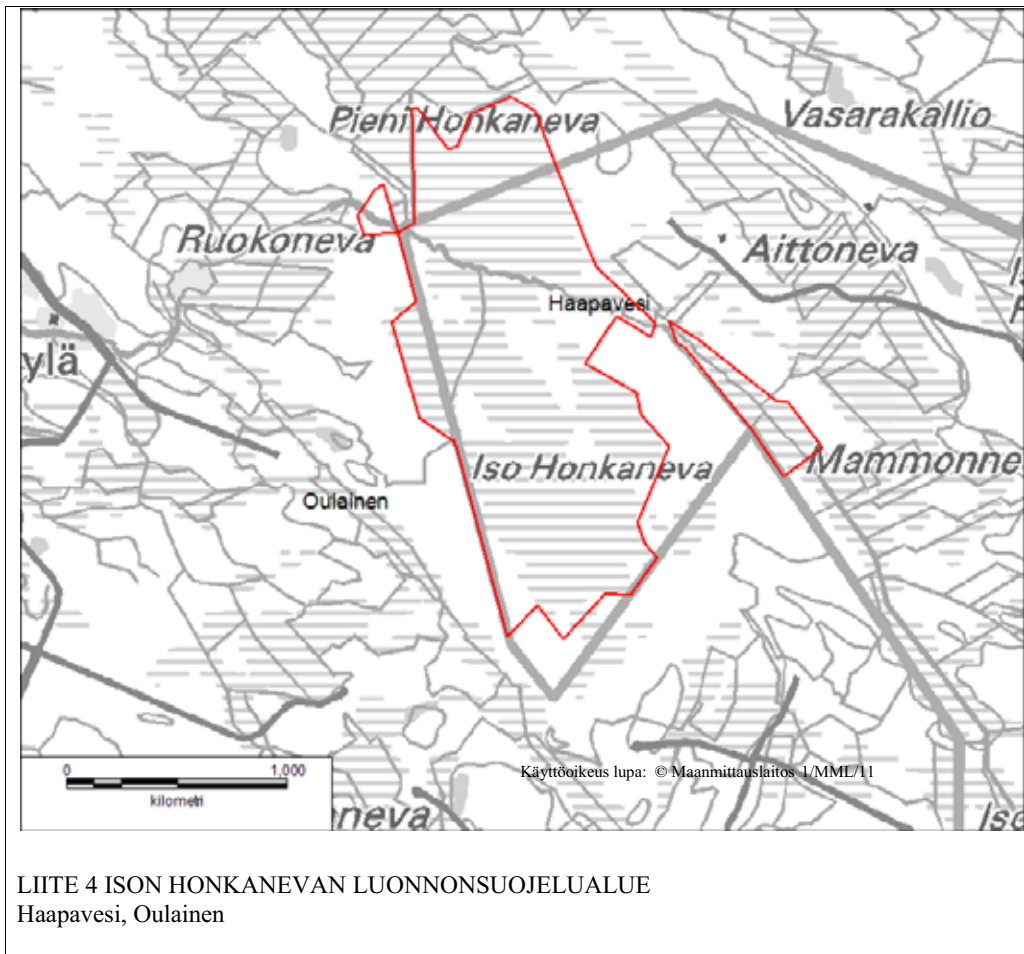 Pieni Honkaneva
Vasarakallio
Ruokoneva
Aittoneva
Haapavesi
ylä
Iso Honkaneva
Mammonne
Oulainen
0 1,000
kilometri
Käyttöoikeus lupa: © Maanmittauslaitos 1/MML/11
neva
Iso
LIITE 4 ISON HONKANEVAN LUONNONSUOJELUALUE
Haapavesi, Oulainen